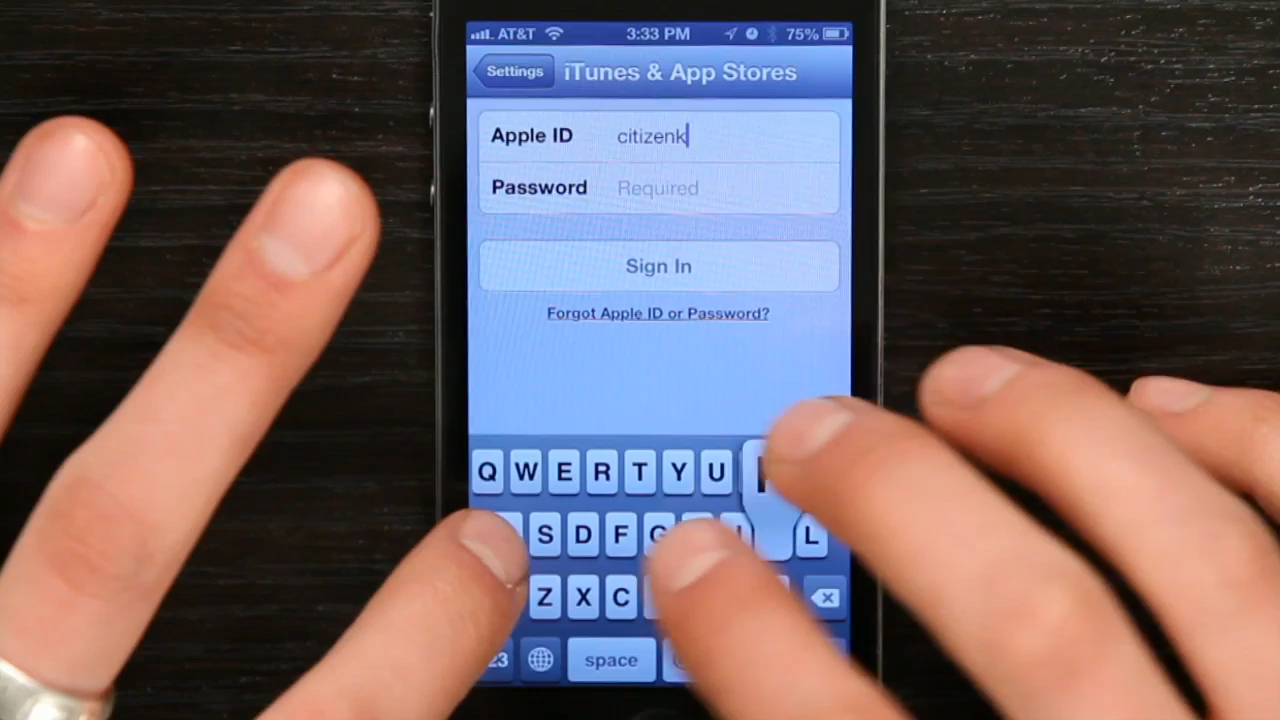 AT&T 3:33 PM 75%
Settings iTunes & App Stores
Apple ID citizenk
Password Required
Sign In
Forgot Apple ID or Password?
Q W E R T Y U
S D F G L
Z X C
space